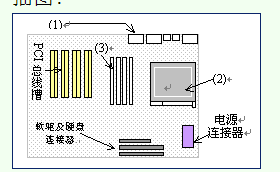 插图：
(1)
PCI 总线槽
(3)
(2)
软驱及硬盘
连接器
电源
连接器